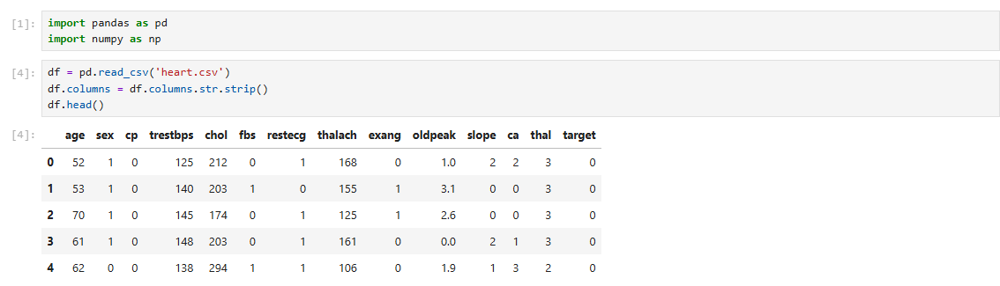 [1]: import pandas as pd
import numpy as np
[4]: df = pd.read_csv('heart.csv')
df.columns = df.columns.str.strip()
df.head()
[4]: age sex cp trestbps chol fbs restecg thalach exang oldpeak slope ca thal target
0 52 1 0 125 212 0 1 168 0 1.0 2 2 3 0
1 53 1 0 140 203 1 0 155 1 3.1 0 0 3 0
2 70 1 0 145 174 0 1 125 1 2.6 0 0 3 0
3 61 1 0 148 203 0 1 161 0 0.0 2 1 3 0
4 62 0 0 138 294 1 1 106 0 1.9 1 3 2 0